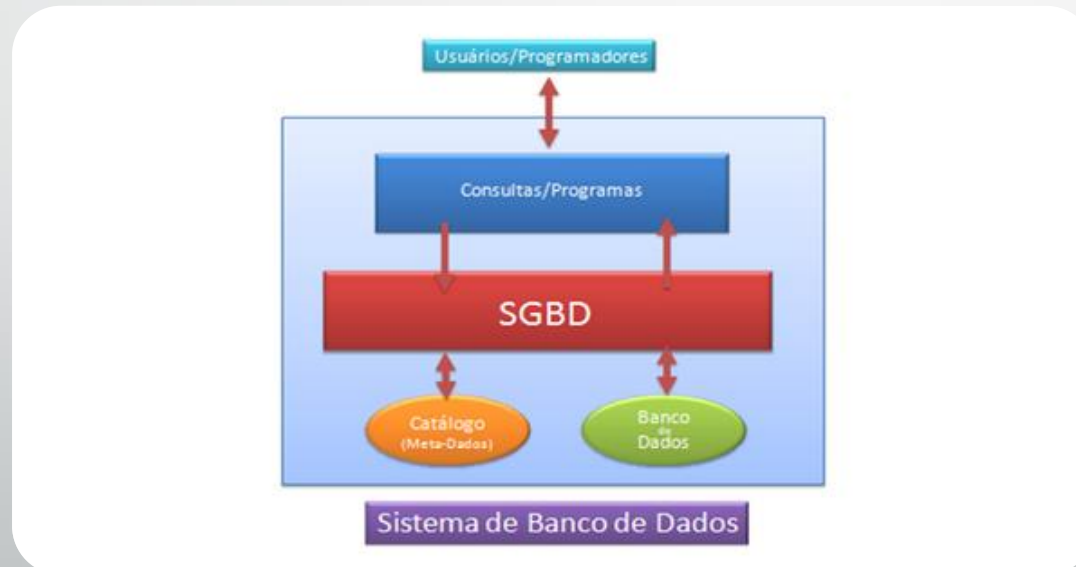 Usuários/Programadores
Consultas/Programas
SGBD
Catálogo
(Meta-Dados)
Banco
de
Dados
Sistema de Banco de Dados